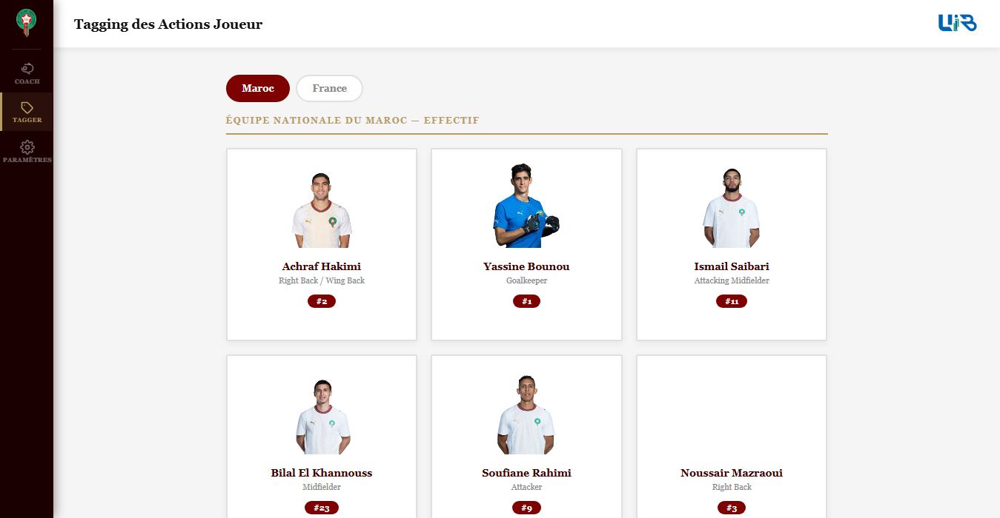 Tagging des Actions Joueur
UiB
COACH
TAGGER
PARAMÈTRES
Maroc
France
ÉQUIPE NATIONALE DU MAROC — EFFECTIF
Achraf Hakimi
Right Back / Wing Back
#2
Yassine Bounou
Goalkeeper
#1
Ismail Saibari
Attacking Midfielder
#11
Bilal El Khannouss
Midfielder
#23
Soufiane Rahimi
Attacker
#9
Noussair Mazraoui
Right Back
#3